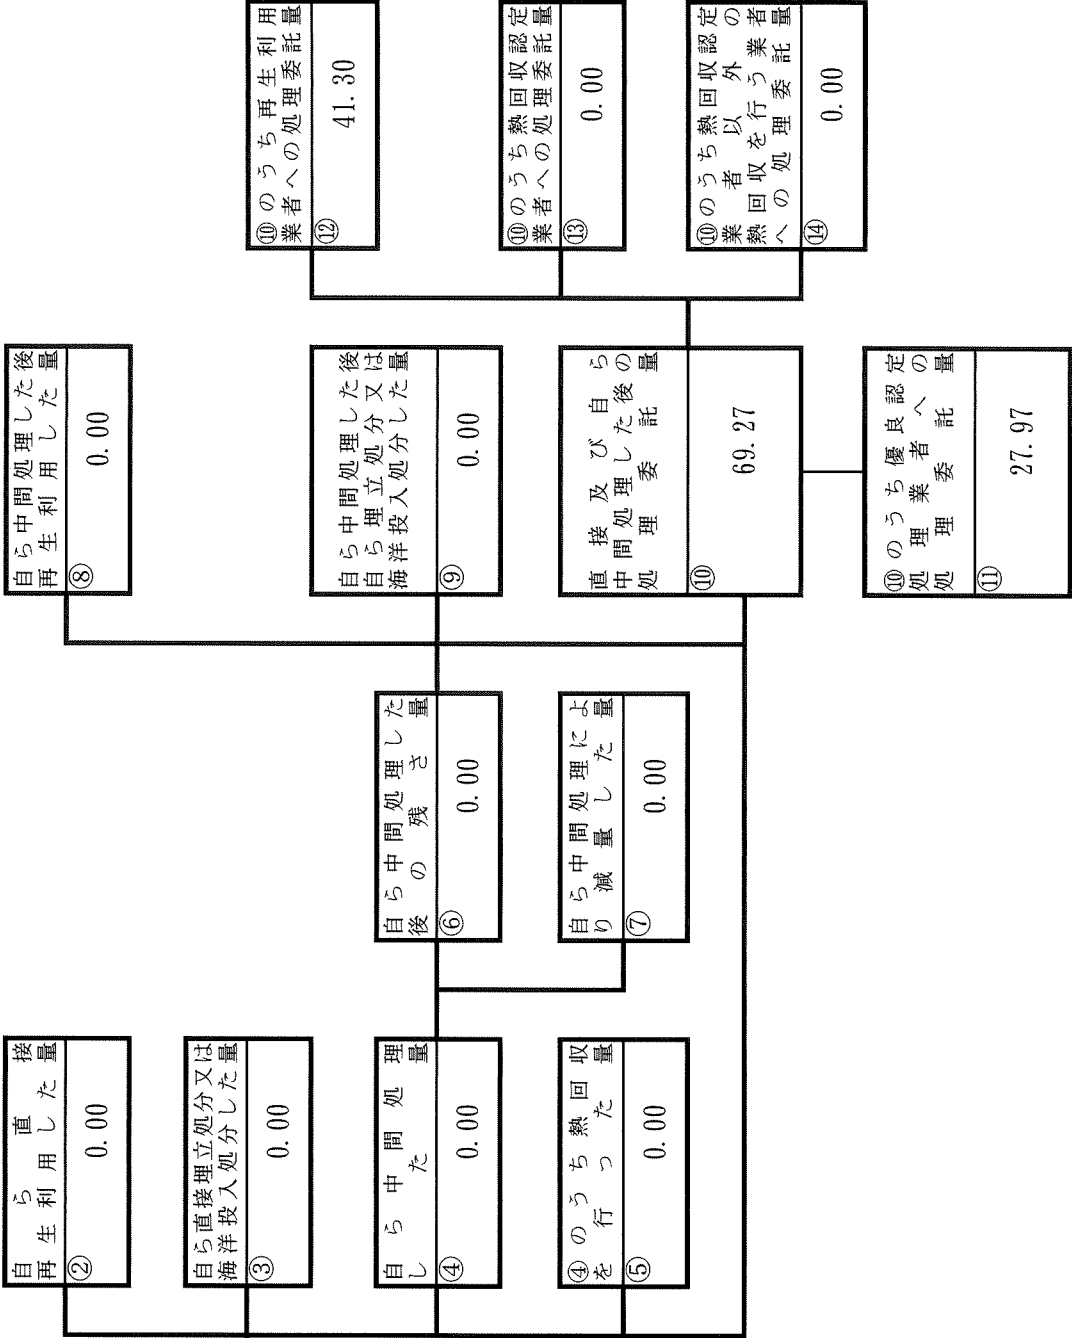 自ら直接
再生利用した量
②
0.00
自ら直接埋立処分又は
海洋投入処分した量
③
0.00
自ら中間処理
した量
④
0.00
④のうち熱回収
を行った量
⑤
0.00
自ら中間処理した
後の残さ量
⑥
0.00
自ら中間処理によ
り減量した量
⑦
0.00
自ら中間処理した後
再生利用した量
⑧
0.00
自ら中間処理した後
自ら埋立処分又は
海洋投入処分した量
⑨
0.00
直接及び自ら
中間処理した後の
処理委託量
⑩
69.27
⑩のうち優良認定
処理業者への
処理委託量
⑪
27.97
⑩のうち再生利用
業者への処理委託量
⑫
41.30
⑩のうち熱回収認定
業者への処理委託量
⑬
0.00
⑩のうち熱回収認定
業者以外の
熱回収を行う業者
への処理委託量
⑭
0.00